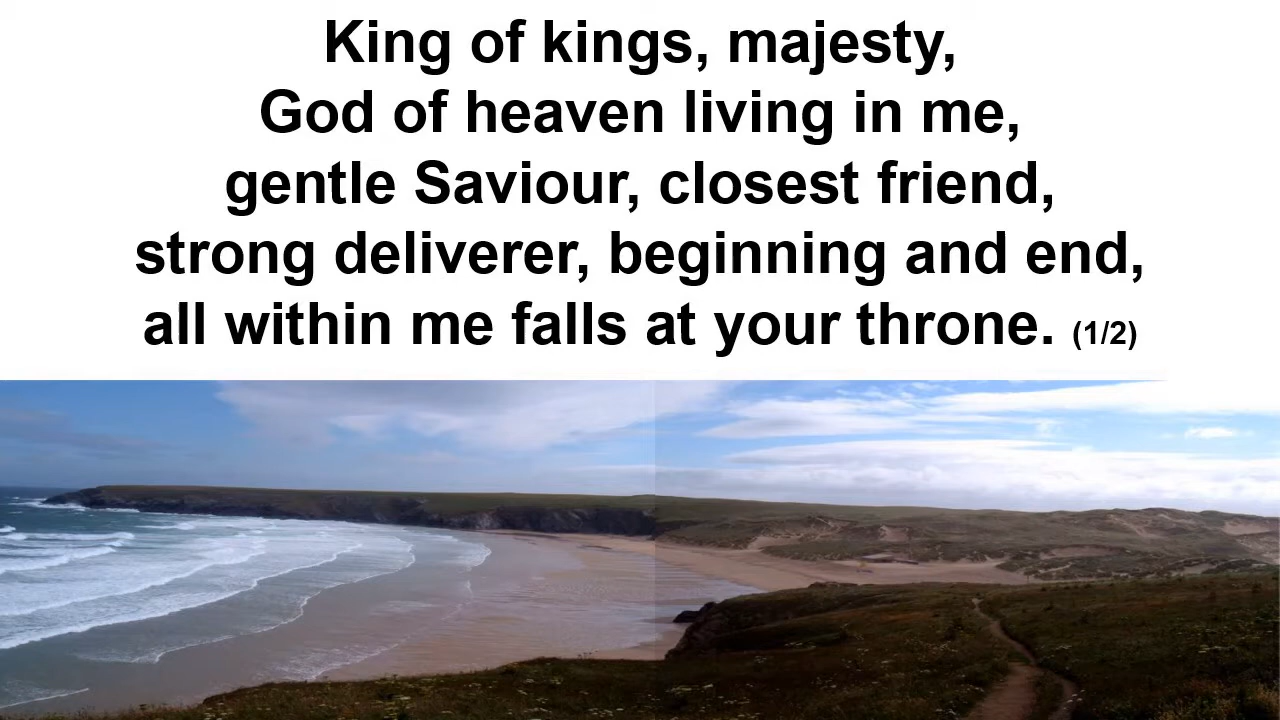 King of kings, majesty,
God of heaven living in me,
gentle Saviour, closest friend,
strong deliverer, beginning and end,
all within me falls at your throne. (1/2)